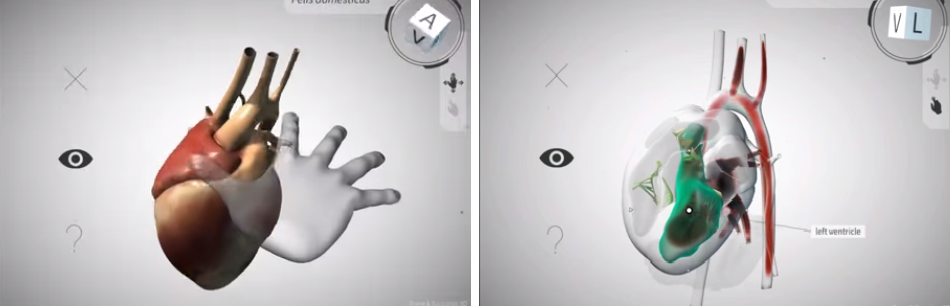 Felis domesticus
A
V
V L
left ventricle